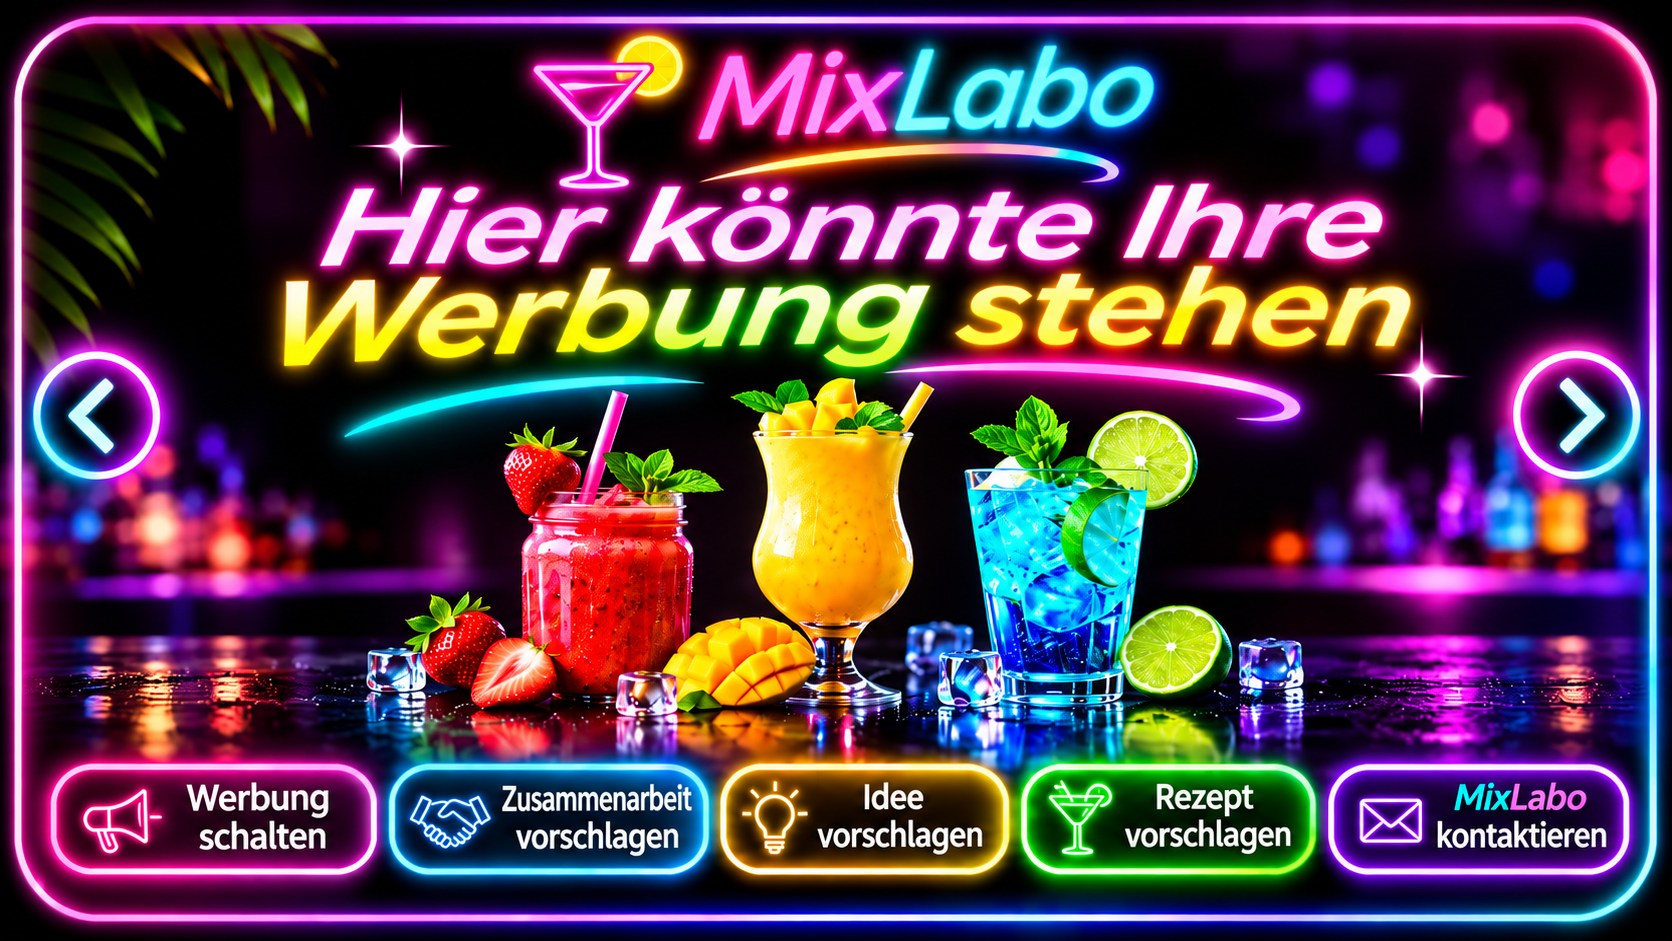 MixLabo
Hier könnte Ihre
Werbung stehen
Werbung
schalten
Zusammenarbeit
vorschlagen
Idee
vorschlagen
Rezept
vorschlagen
MixLabo
kontaktieren